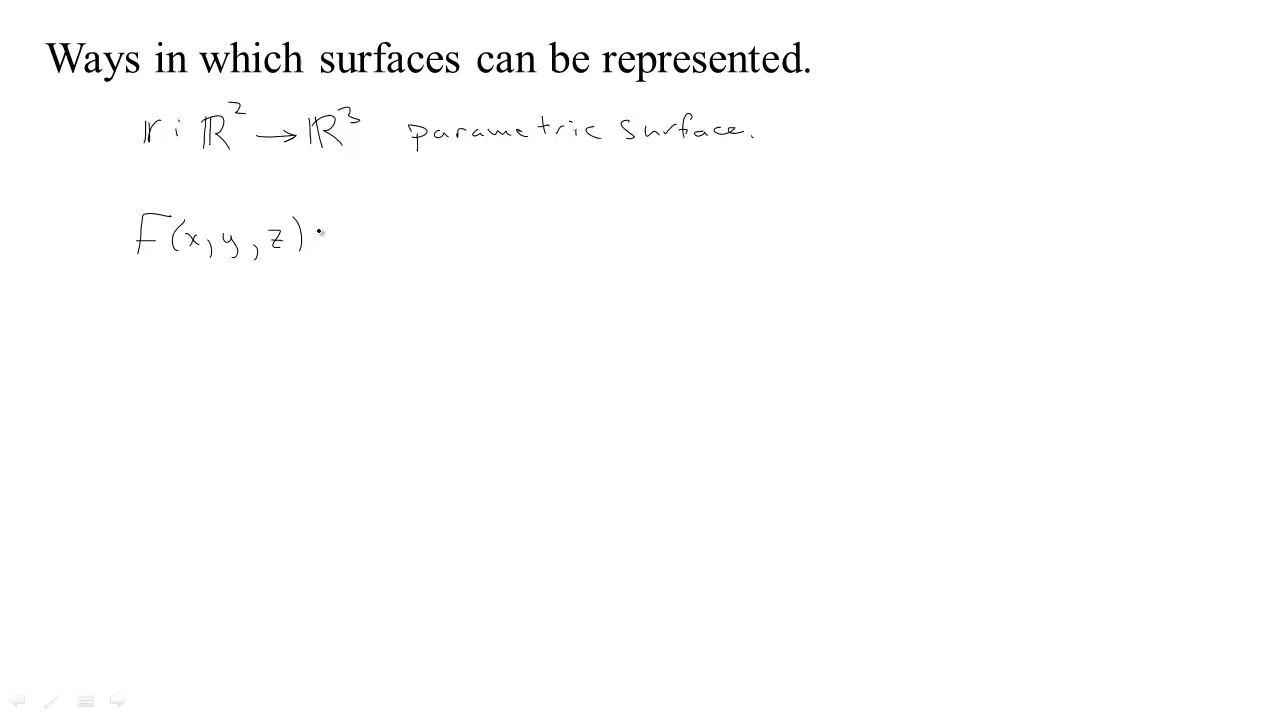 Ways in which surfaces can be represented.
𝕣: ℝ² → ℝ³ parametric surface.
F(x, y, z)